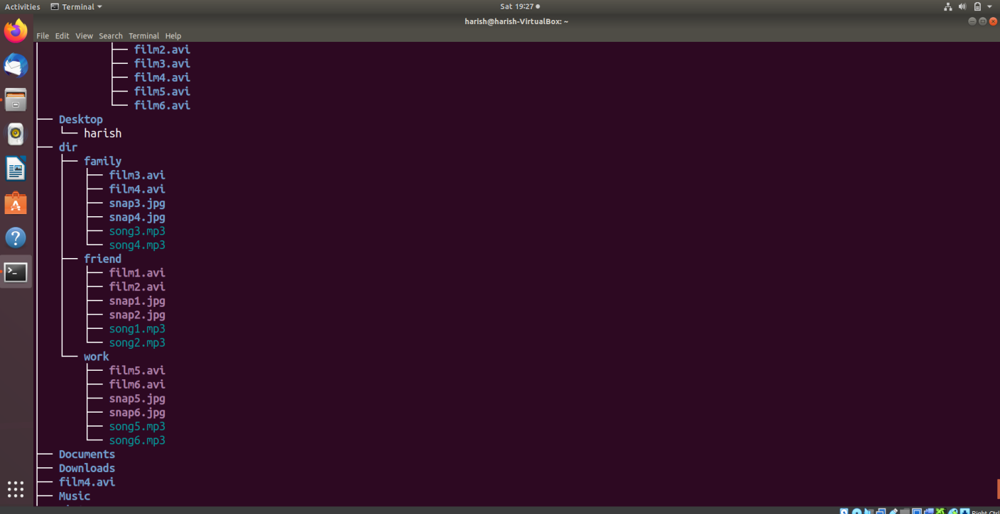 Activities Terminal Sat 19:27
harish@harish-VirtualBox: ~
File Edit View Search Terminal Help
├── film2.avi
├── film3.avi
├── film4.avi
├── film5.avi
└── film6.avi
├── Desktop
│   └── harish
├── dir
│   ├── family
│   │   ├── film3.avi
│   │   ├── film4.avi
│   │   ├── snap3.jpg
│   │   ├── snap4.jpg
│   │   ├── song3.mp3
│   │   └── song4.mp3
│   ├── friend
│   │   ├── film1.avi
│   │   ├── film2.avi
│   │   ├── snap1.jpg
│   │   ├── snap2.jpg
│   │   ├── song1.mp3
│   │   └── song2.mp3
│   └── work
│       ├── film5.avi
│       ├── film6.avi
│       ├── snap5.jpg
│       ├── snap6.jpg
│       ├── song5.mp3
│       └── song6.mp3
├── Documents
├── Downloads
├── film4.avi
├── Music
Right Ctrl